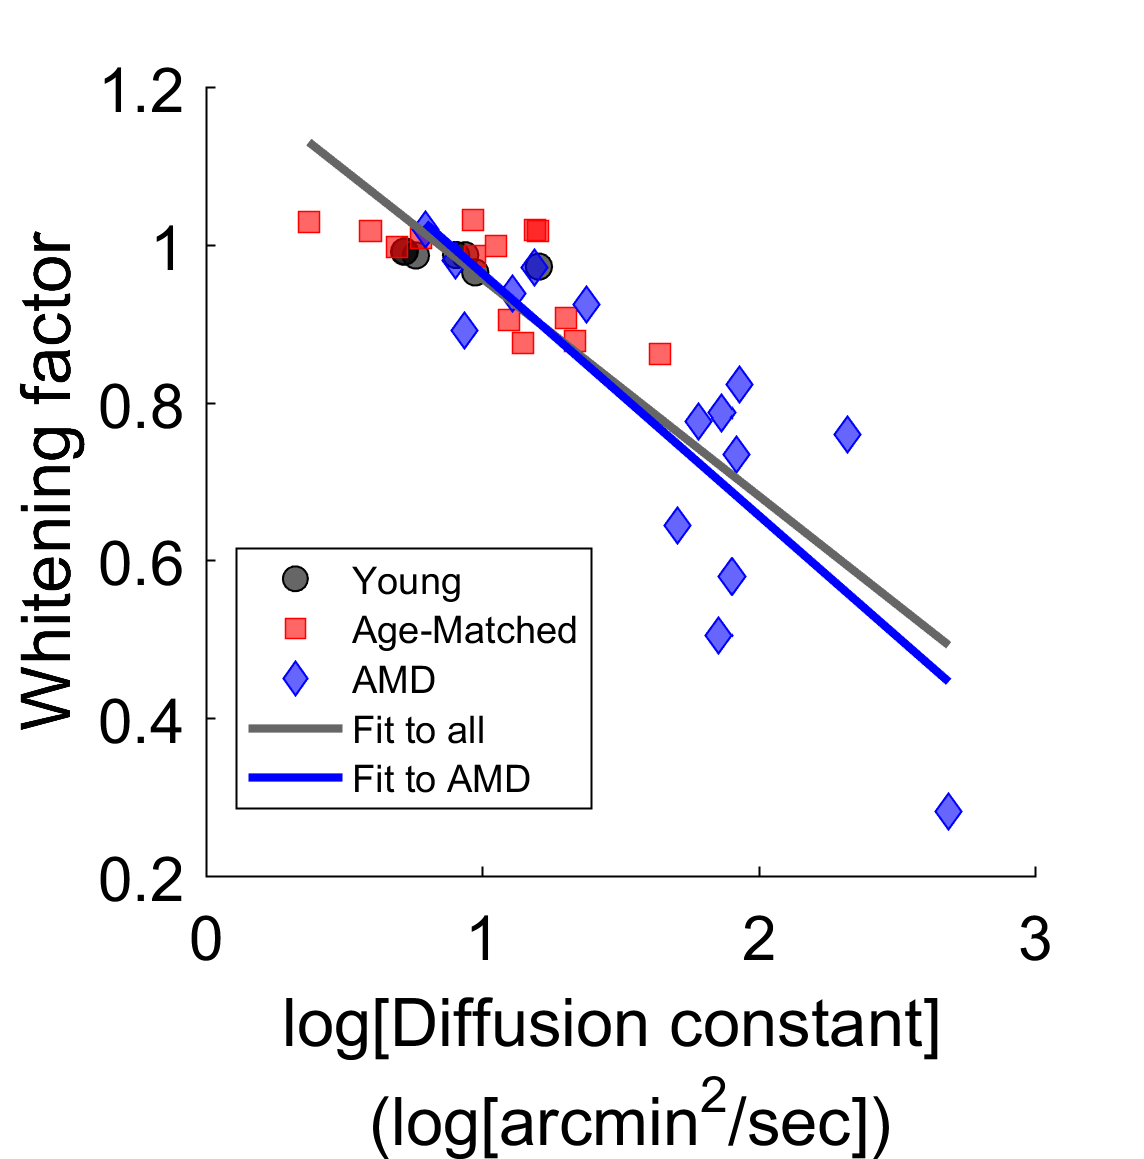 1.2
1
0.8
0.6
0.4
0.2
Whitening factor
Young
Age-Matched
AMD
Fit to all
Fit to AMD
0 1 2 3
log[Diffusion constant]
(log[arcmin²/sec])